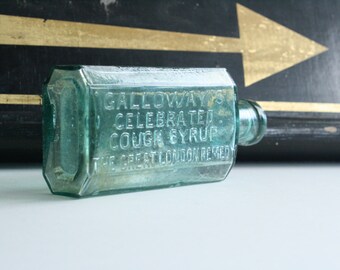 GALLOWAY'S
CELEBRATED
COUGH SYRUP
THE GREAT LONDON REMEDY